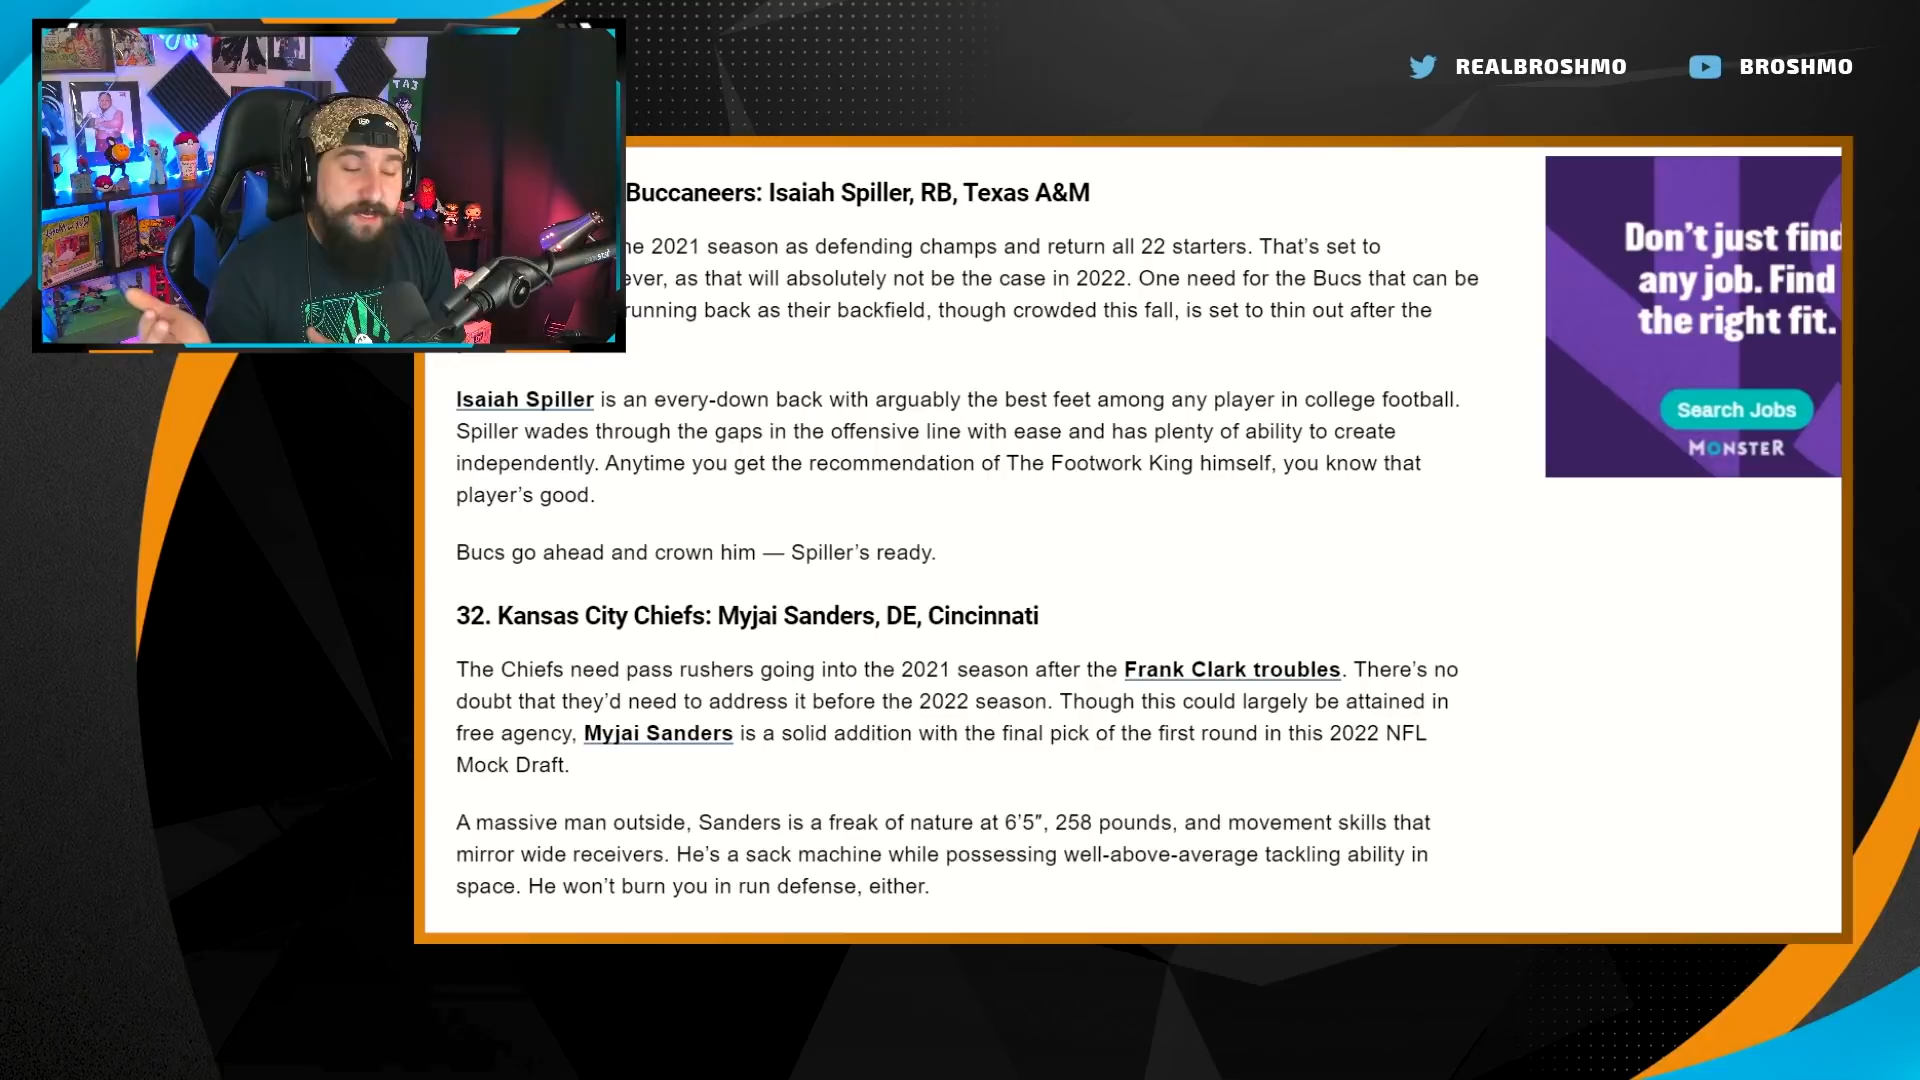 REALBROSHMO
BROSHMO
Buccaneers: Isaiah Spiller, RB, Texas A&M
he 2021 season as defending champs and return all 22 starters. That's set to
ever, as that will absolutely not be the case in 2022. One need for the Bucs that can be
running back as their backfield, though crowded this fall, is set to thin out after the
Isaiah Spiller is an every-down back with arguably the best feet among any player in college football.
Spiller wades through the gaps in the offensive line with ease and has plenty of ability to create
independently. Anytime you get the recommendation of The Footwork King himself, you know that
player's good.
Bucs go ahead and crown him — Spiller's ready.
32. Kansas City Chiefs: Myjai Sanders, DE, Cincinnati
The Chiefs need pass rushers going into the 2021 season after the Frank Clark troubles. There's no
doubt that they'd need to address it before the 2022 season. Though this could largely be attained in
free agency, Myjai Sanders is a solid addition with the final pick of the first round in this 2022 NFL
Mock Draft.
A massive man outside, Sanders is a freak of nature at 6'5″, 258 pounds, and movement skills that
mirror wide receivers. He's a sack machine while possessing well-above-average tackling ability in
space. He won't burn you in run defense, either.
Don't just find
any job. Find
the right fit.
Search Jobs
MONSTER